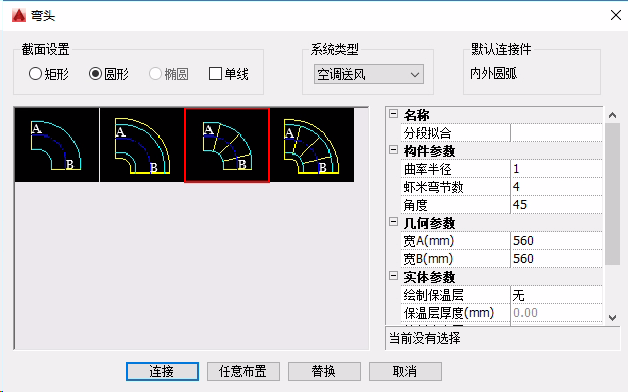 弯头
截面设置
矩形
圆形
椭圆
单线
系统类型
空调送风
默认连接件
内外圆弧
A
B
A
B
A
B
A
B
名称
分段拟合
构件参数
曲率半径 1
虾米弯节数 4
角度 45
几何参数
宽A(mm) 560
宽B(mm) 560
实体参数
绘制保温层 无
保温层厚度(mm) 0.00
当前没有选择
连接
任意布置
替换
取消